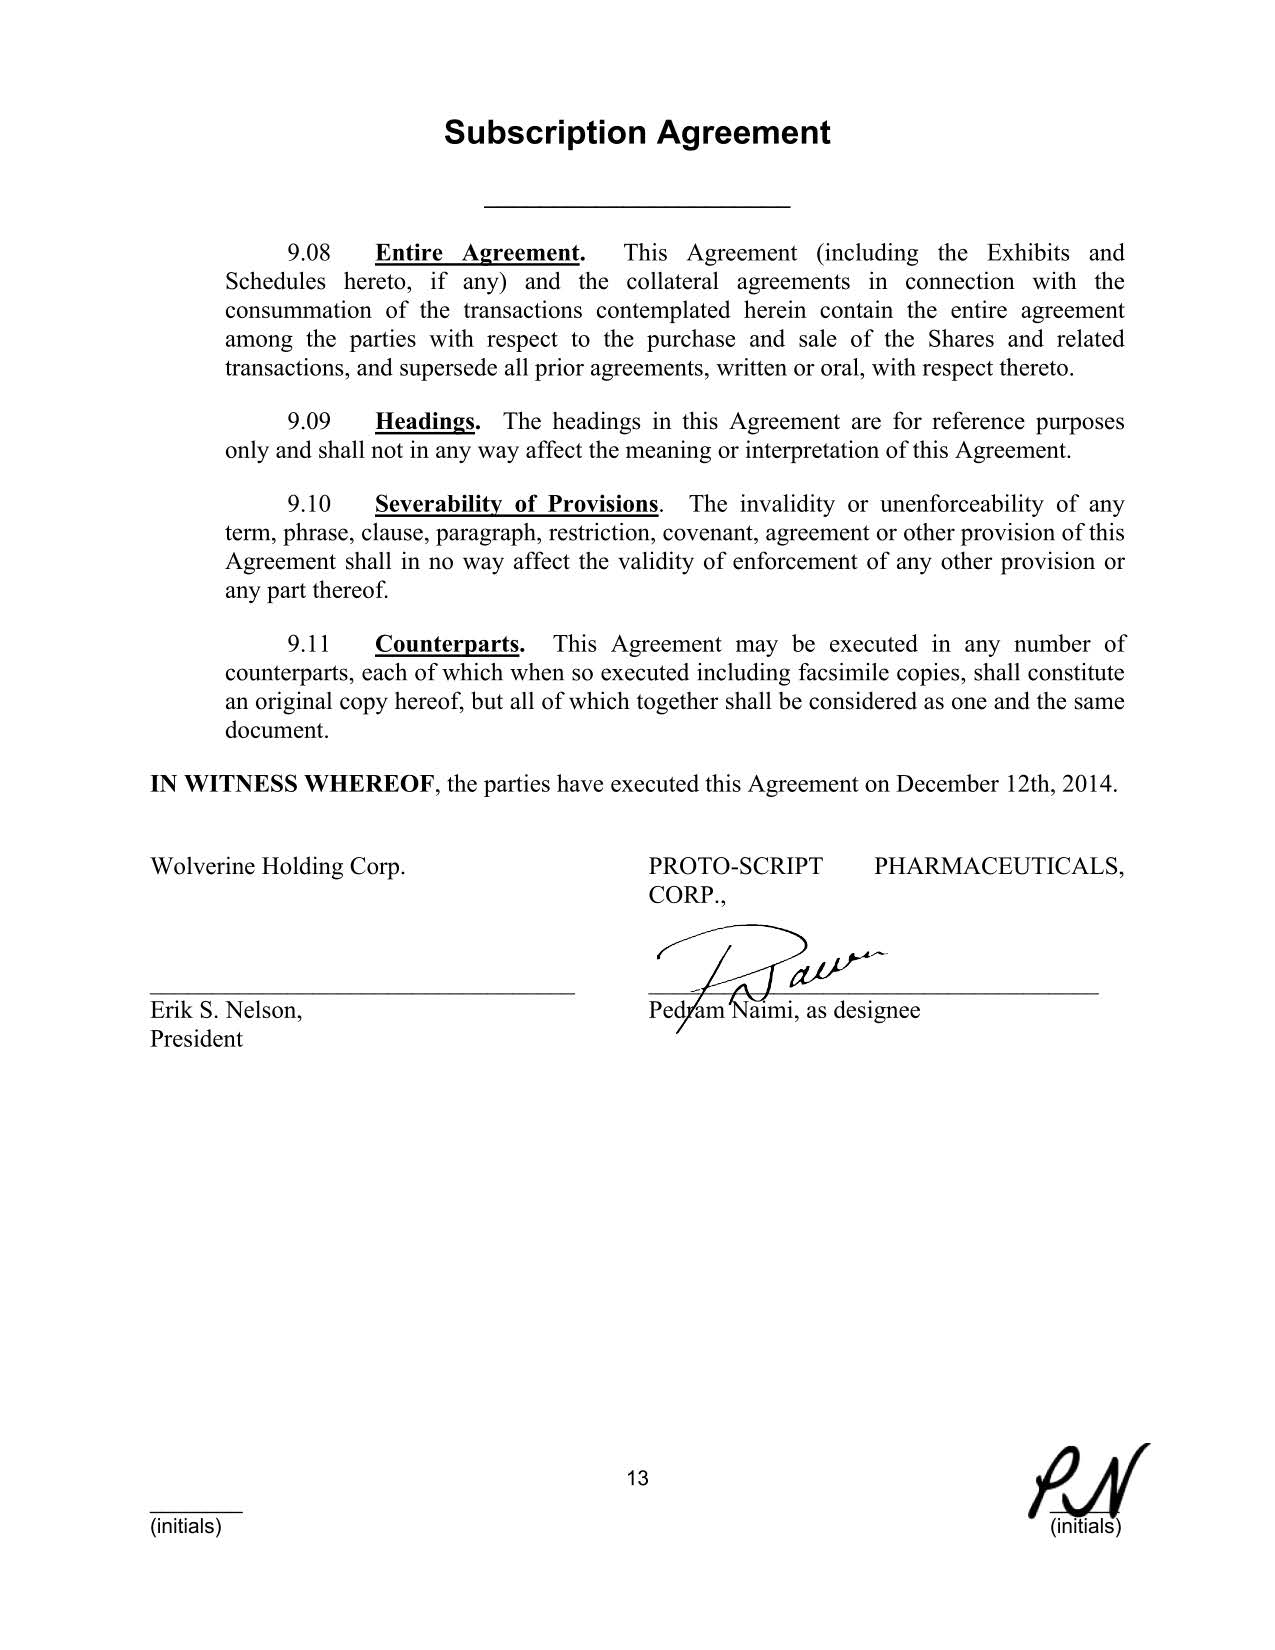 Subscription Agreement
9.08 Entire Agreement. This Agreement (including the Exhibits and
Schedules hereto, if any) and the collateral agreements in connection with the
consummation of the transactions contemplated herein contain the entire agreement
among the parties with respect to the purchase and sale of the Shares and related
transactions, and supersede all prior agreements, written or oral, with respect thereto.
9.09 Headings. The headings in this Agreement are for reference purposes
only and shall not in any way affect the meaning or interpretation of this Agreement.
9.10 Severability of Provisions. The invalidity or unenforceability of any
term, phrase, clause, paragraph, restriction, covenant, agreement or other provision of this
Agreement shall in no way affect the validity of enforcement of any other provision or
any part thereof.
9.11 Counterparts. This Agreement may be executed in any number of
counterparts, each of which when so executed including facsimile copies, shall constitute
an original copy hereof, but all of which together shall be considered as one and the same
document.
IN WITNESS WHEREOF, the parties have executed this Agreement on December 12th, 2014.
Wolverine Holding Corp.
PROTO-SCRIPT PHARMACEUTICALS,
CORP.,
Erik S. Nelson,
President
Pedram Naimi, as designee
13
PN
(initials)
(initials)